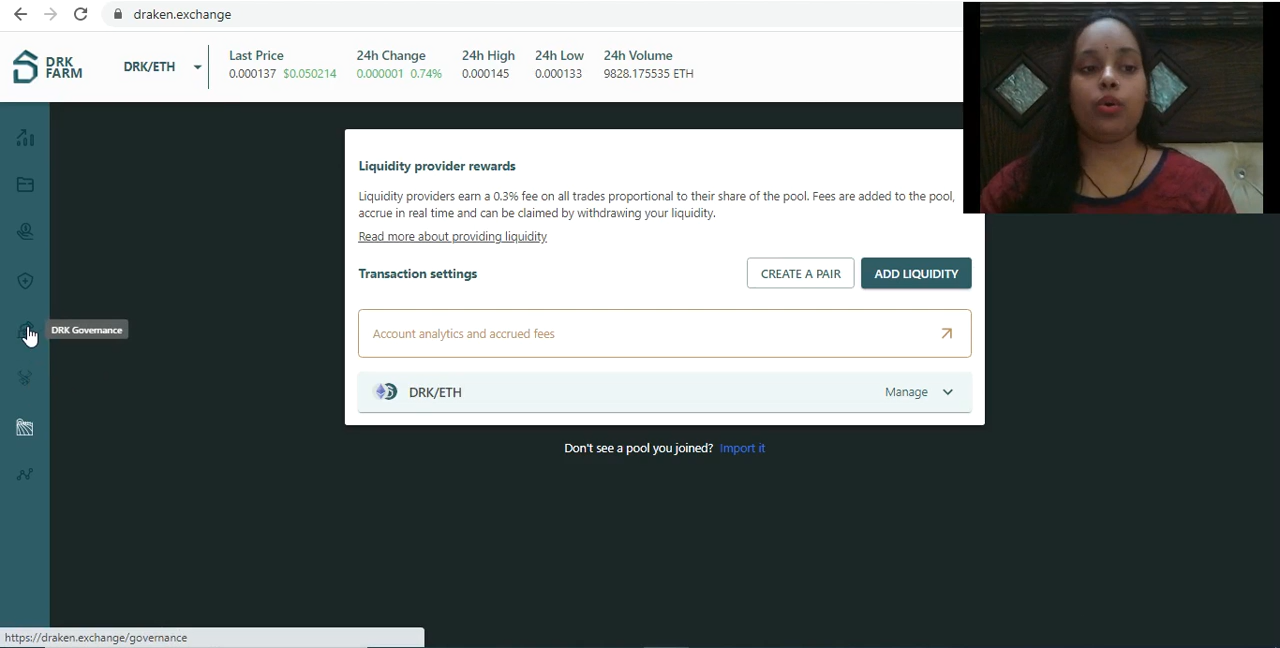 draken.exchange
DRK
FARM
DRK/ETH
Last Price
0.000137 $0.050214
24h Change
0.000001 0.74%
24h High
0.000145
24h Low
0.000133
24h Volume
9828.175535 ETH
Liquidity provider rewards
Liquidity providers earn a 0.3% fee on all trades proportional to their share of the pool. Fees are added to the pool,
accrue in real time and can be claimed by withdrawing your liquidity.
Read more about providing liquidity
Transaction settings
CREATE A PAIR
ADD LIQUIDITY
DRK Governance
Account analytics and accrued fees
DRK/ETH
Manage
Don't see a pool you joined? Import it
https://draken.exchange/governance